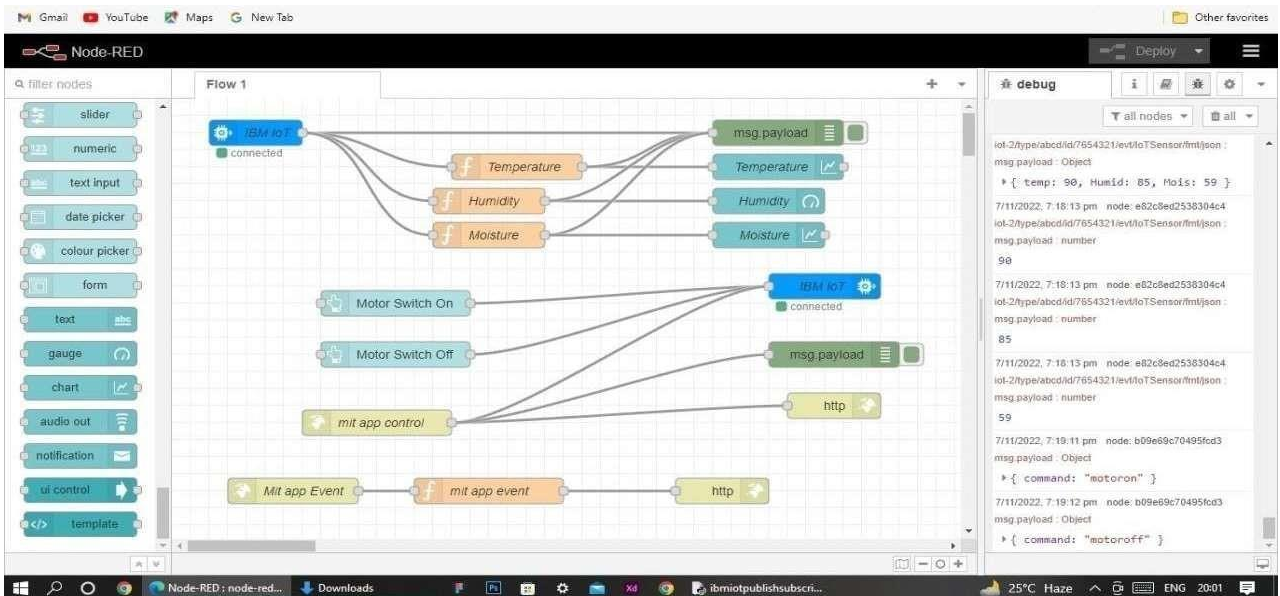 Gmail YouTube Maps New Tab Other favorites
Node-RED Deploy
filter nodes Flow 1 debug
all nodes all
slider
numeric
text input
date picker
colour picker
form
text
gauge
chart
audio out
notification
ui control
template
IBM IoT
connected
msg.payload
Temperature Temperature
Humidity Humidity
Moisture Moisture
Motor Switch On
IBM IoT
connected
Motor Switch Off
msg.payload
http
mit app control
Mit app Event mit app event http
iot-2/type/abcd/id/7654321/evt/IoTSensor/fmt/json :
msg.payload : Object
{ temp: 90, Humid: 85, Mois: 59 }
7/11/2022, 7:18:13 pm node: e82c8ed2538304c4
iot-2/type/abcd/id/7654321/evt/IoTSensor/fmt/json :
msg.payload : number
90
7/11/2022, 7:18:13 pm node: e82c8ed2538304c4
iot-2/type/abcd/id/7654321/evt/IoTSensor/fmt/json :
msg.payload : number
85
7/11/2022, 7:18:13 pm node: e82c8ed2538304c4
iot-2/type/abcd/id/7654321/evt/IoTSensor/fmt/json :
msg.payload : number
59
7/11/2022, 7:19:11 pm node: b09e69c70495fcd3
msg.payload : Object
{ command: "motoron" }
7/11/2022, 7:19:12 pm node: b09e69c70495fcd3
msg.payload : Object
{ command: "motoroff" }
Node-RED : node-red... Downloads ibmiotpublishsubscri... 25°C Haze ENG 20:01